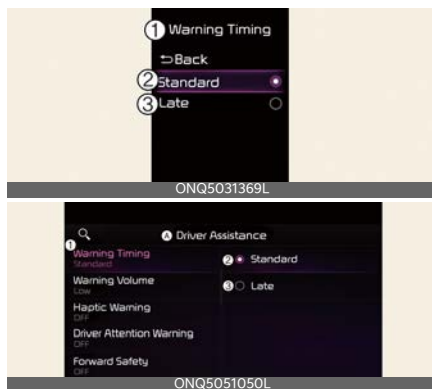 ① Warning Timing
⮌Back
② Standard
③ Late
ONQ5031369L
Ⓐ Driver Assistance
① Warning Timing
Standard
② Standard
Warning Volume
Low
③ Late
Haptic Warning
OFF
Driver Attention Warning
OFF
Forward Safety
OFF
ONQ5051050L